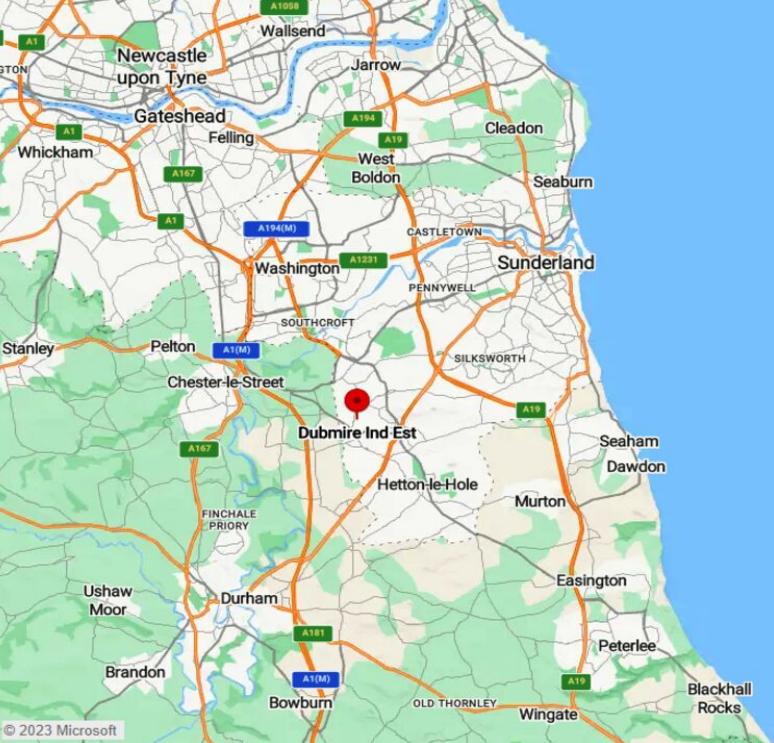 A1058
Wallsend
A1
Newcastle
upon Tyne
Jarrow
GTON
Gateshead
A194
A1
Felling
A19
Cleadon
Whickham
West
Boldon
A167
Seaburn
A1
A194(M)
CASTLETOWN
Washington
A1231
Sunderland
PENNYWELL
SOUTHCROFT
Stanley
Pelton
A1(M)
SILKSWORTH
Chester-le-Street
Dubmire Ind Est
A19
A167
Seaham
Dawdon
Hetton-le-Hole
Murton
FINCHALE
PRIORY
Easington
Ushaw
Moor
Durham
A181
Peterlee
Brandon
A1(M)
A19
Blackhall
Rocks
Bowburn
OLD THORNLEY
Wingate
© 2023 Microsoft